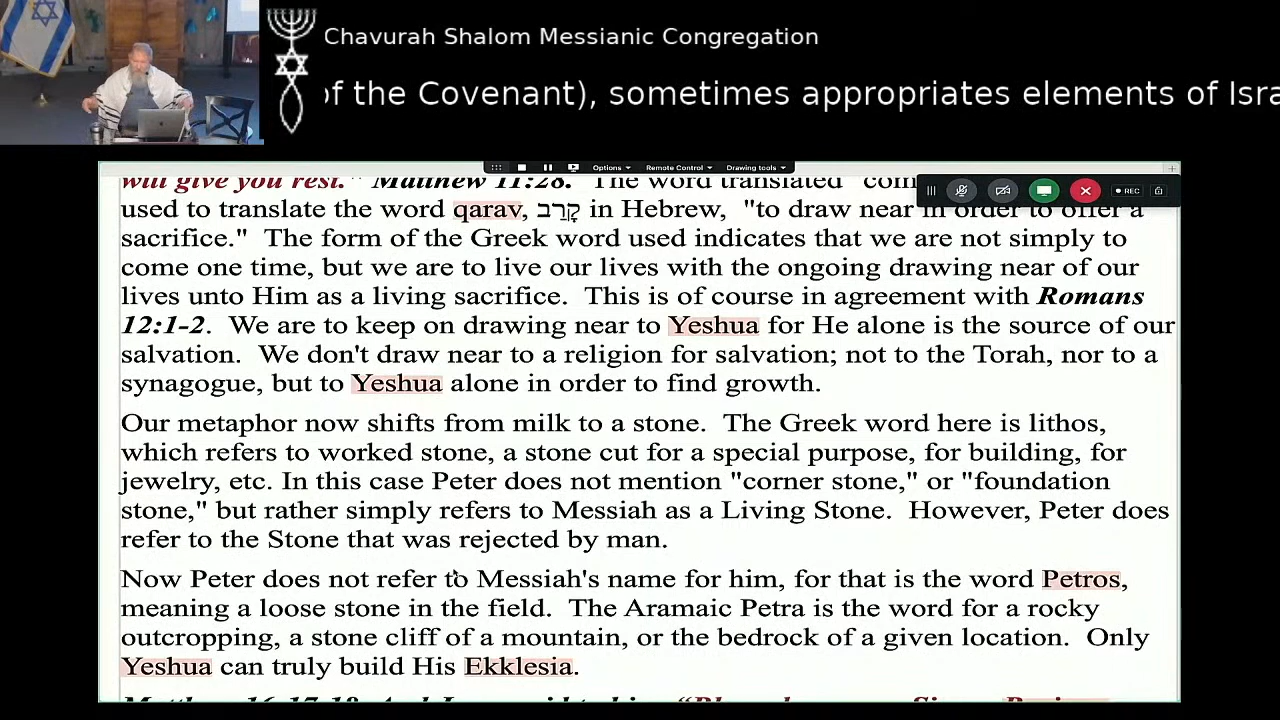 Chavurah Shalom Messianic Congregation
of the Covenant), sometimes appropriates elements of Isra
Options Remote Control Drawing tools
REC
will give you rest." Matthew 11:28. The word translated "com
used to translate the word qarav, קָרַב in Hebrew, "to draw near in order to offer a
sacrifice." The form of the Greek word used indicates that we are not simply to
come one time, but we are to live our lives with the ongoing drawing near of our
lives unto Him as a living sacrifice. This is of course in agreement with Romans
12:1-2. We are to keep on drawing near to Yeshua for He alone is the source of our
salvation. We don't draw near to a religion for salvation; not to the Torah, nor to a
synagogue, but to Yeshua alone in order to find growth.
Our metaphor now shifts from milk to a stone. The Greek word here is lithos,
which refers to worked stone, a stone cut for a special purpose, for building, for
jewelry, etc. In this case Peter does not mention "corner stone," or "foundation
stone," but rather simply refers to Messiah as a Living Stone. However, Peter does
refer to the Stone that was rejected by man.
Now Peter does not refer to Messiah's name for him, for that is the word Petros,
meaning a loose stone in the field. The Aramaic Petra is the word for a rocky
outcropping, a stone cliff of a mountain, or the bedrock of a given location. Only
Yeshua can truly build His Ekklesia.